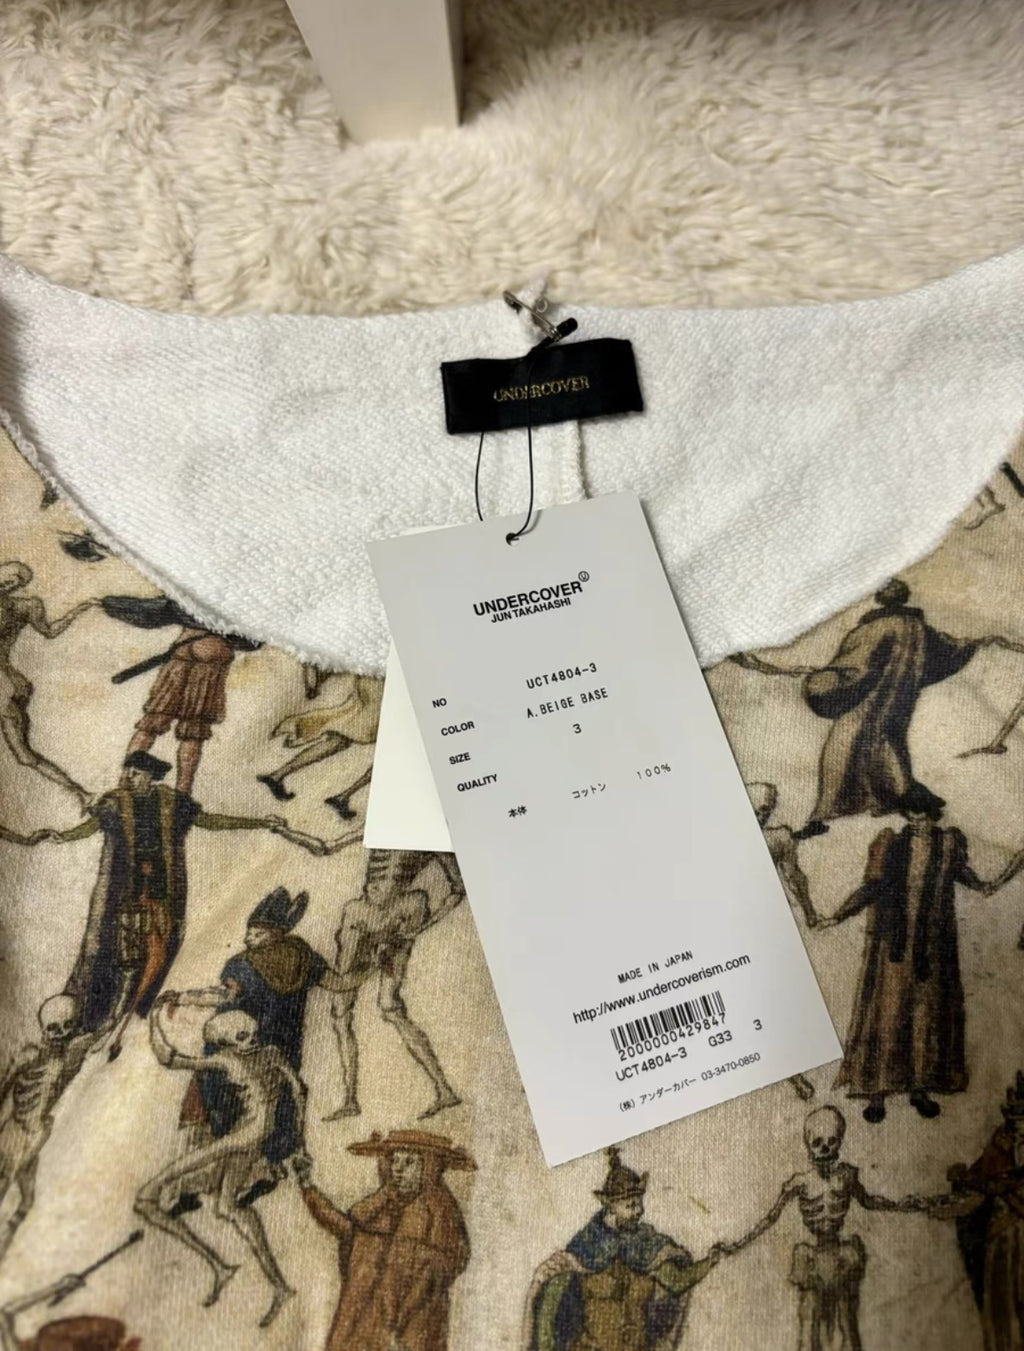 UNDERCOVER
UNDERCOVER Ⓤ
JUN TAKAHASHI
NO UCT4804-3
COLOR A.BEIGE BASE
SIZE 3
QUALITY
本体 コットン 100%
MADE IN JAPAN
http://www.undercoverism.com
2000000429847
UCT4804-3 G33 3
(株) アンダーカバー 03-3470-0850